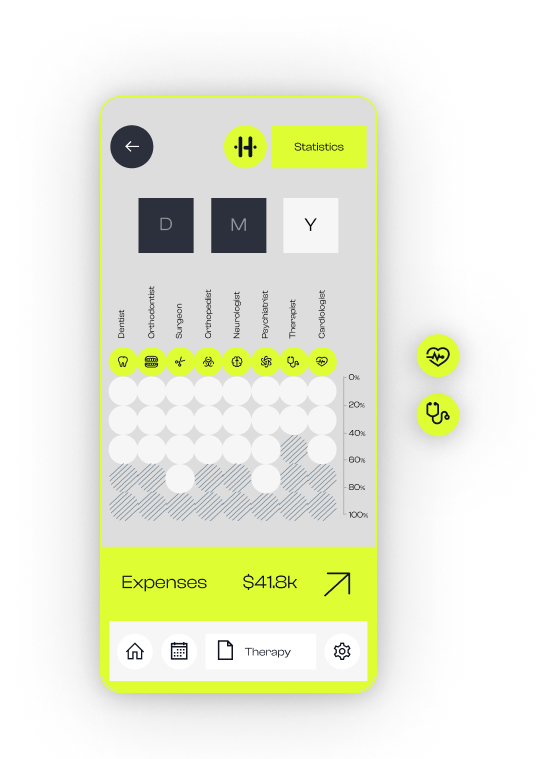 Statistics
D M Y
Dentist
Orthodontist
Surgeon
Orthopedist
Neurologist
Psychiatrist
Therapist
Cardiologist
0%
20%
40%
60%
80%
100%
Expenses $41.8k
Therapy